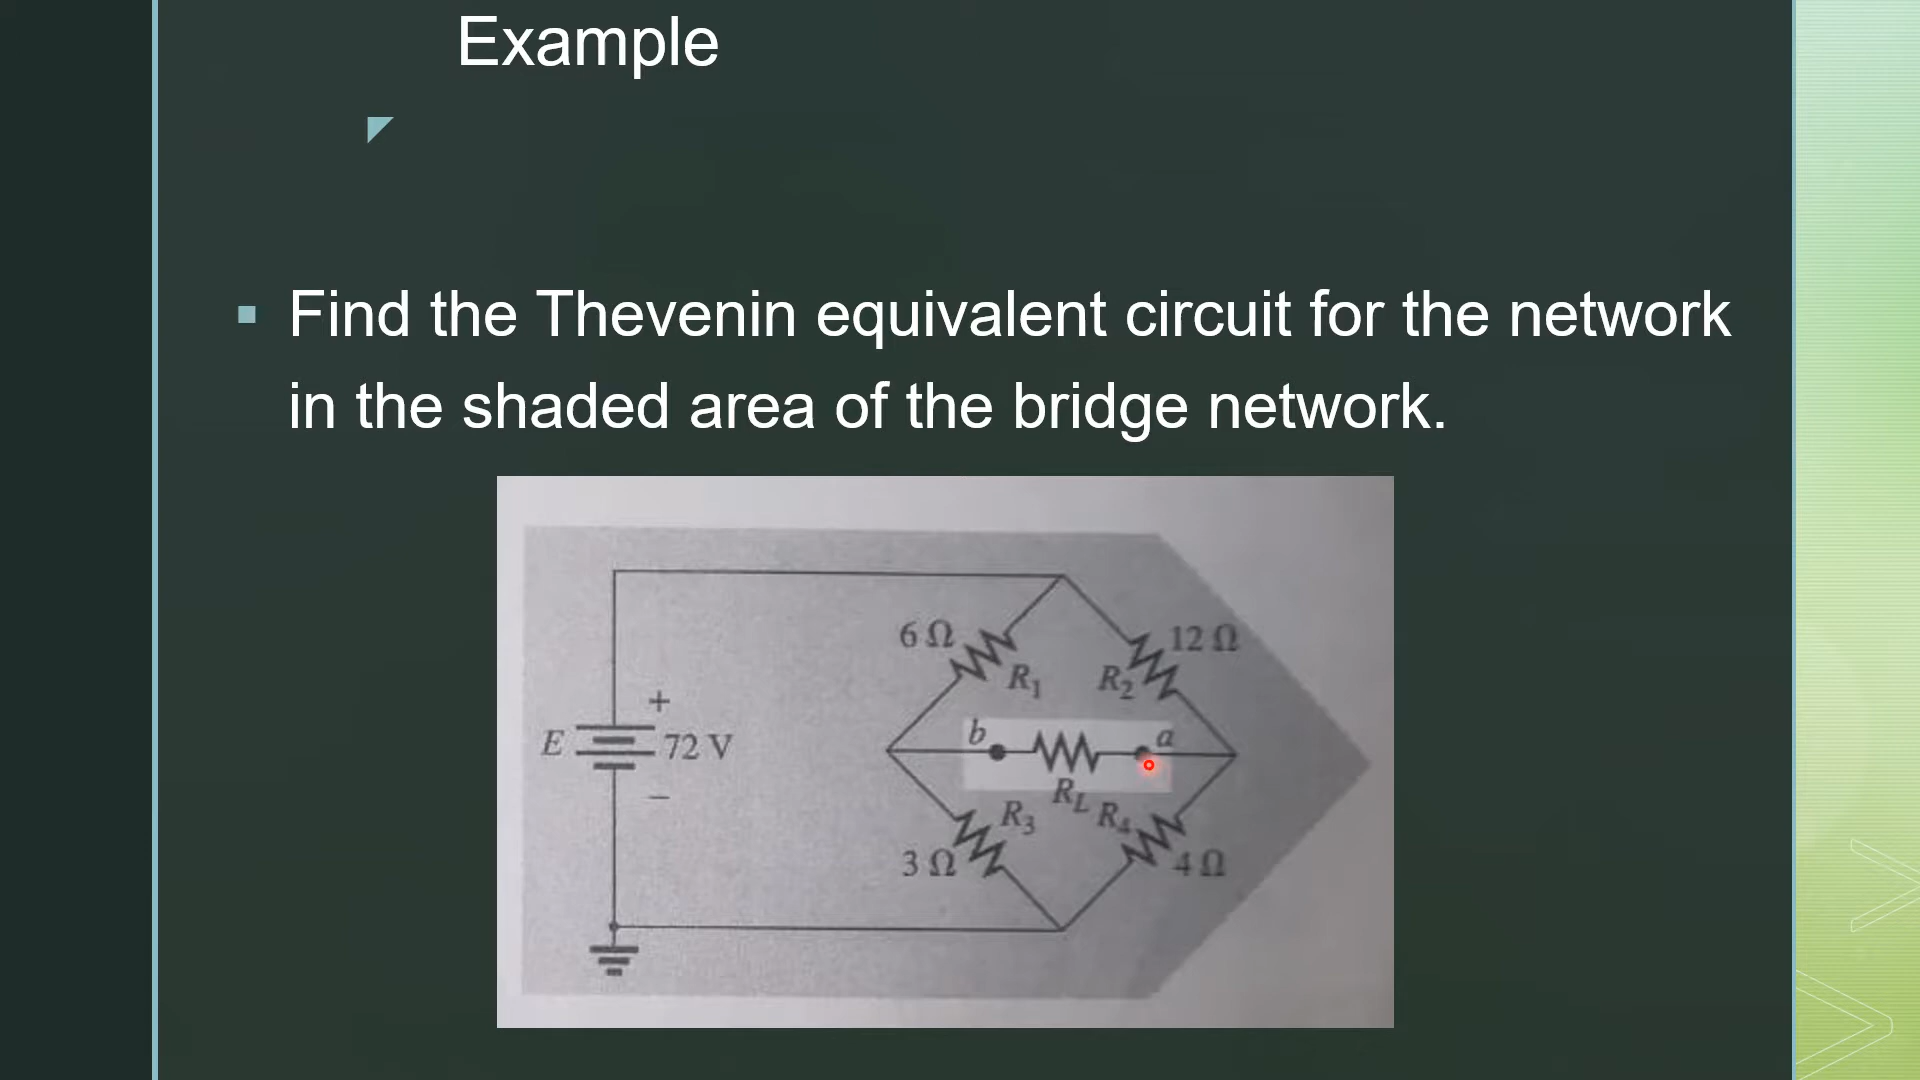 Example
Find the Thevenin equivalent circuit for the network
in the shaded area of the bridge network.
6 Ω
12 Ω
R1
R2
+
E
72 V
−
b
a
RL
R3
R4
3 Ω
4 Ω